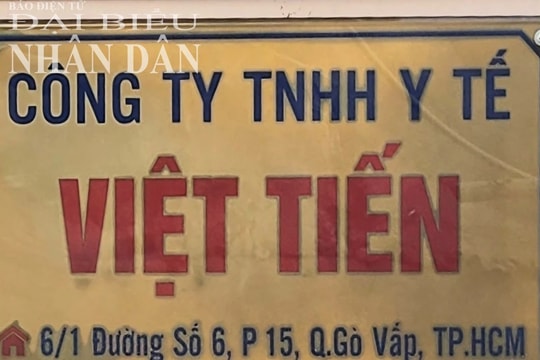 BÁO ĐIỆN TỬ
ĐẠI BIỂU
NHÂN DÂN
CÔNG TY TNHH Y TẾ
VIỆT TIẾN
6/1 Đường Số 6, P 15, Q.Gò Vấp, TP.HCM